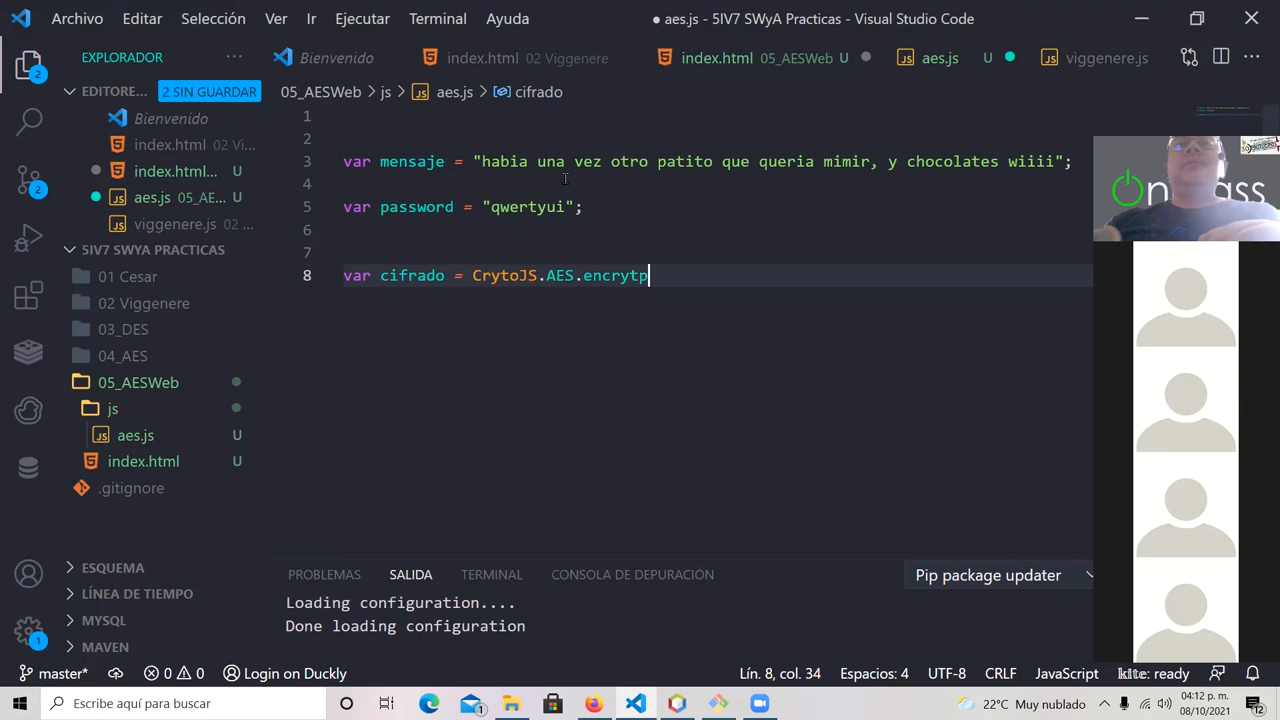 Archivo Editar Selección Ver Ir Ejecutar Terminal Ayuda
● aes.js - 5IV7 SWyA Practicas - Visual Studio Code
EXPLORADOR
Bienvenido
index.html 02 Viggenere
index.html 05_AESWeb U
aes.js U
viggenere.js
EDITORE... 2 SIN GUARDAR
Bienvenido
index.html 02 Vi...
index.html... U
aes.js 05_AE... U
viggenere.js 02 ...
5IV7 SWYA PRACTICAS
01 Cesar
02 Viggenere
03_DES
04_AES
05_AESWeb
js
aes.js U
index.html U
.gitignore
ESQUEMA
LÍNEA DE TIEMPO
MYSQL
MAVEN
2
2
1
05_AESWeb > js > aes.js > cifrado
1
2
3 var mensaje = "habia una vez otro patito que queria mimir, y chocolates wiiii";
4
5 var password = "qwertyui";
6
7
8 var cifrado = CrytoJS.AES.encrytp
PROBLEMAS SALIDA TERMINAL CONSOLA DE DEPURACIÓN
Pip package updater
Loading configuration....
Done loading configuration
master* 0 0 Login on Duckly
Lín. 8, col. 34 Espacios: 4 UTF-8 CRLF JavaScript kite: ready
Escribe aquí para buscar
1
22°C Muy nublado
04:12 p. m.
08/10/2021
12